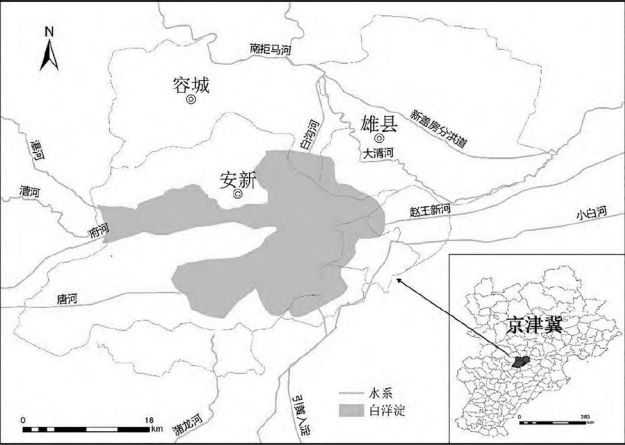 N
南拒马河
容城
白沟河
雄县
新盖房分洪道
大清河
瀑河
漕河
安新
府河
赵王新河
小白河
唐河
京津冀
水系
白洋淀
引黄入淀
潴龙河
0 18
km
0 280
km